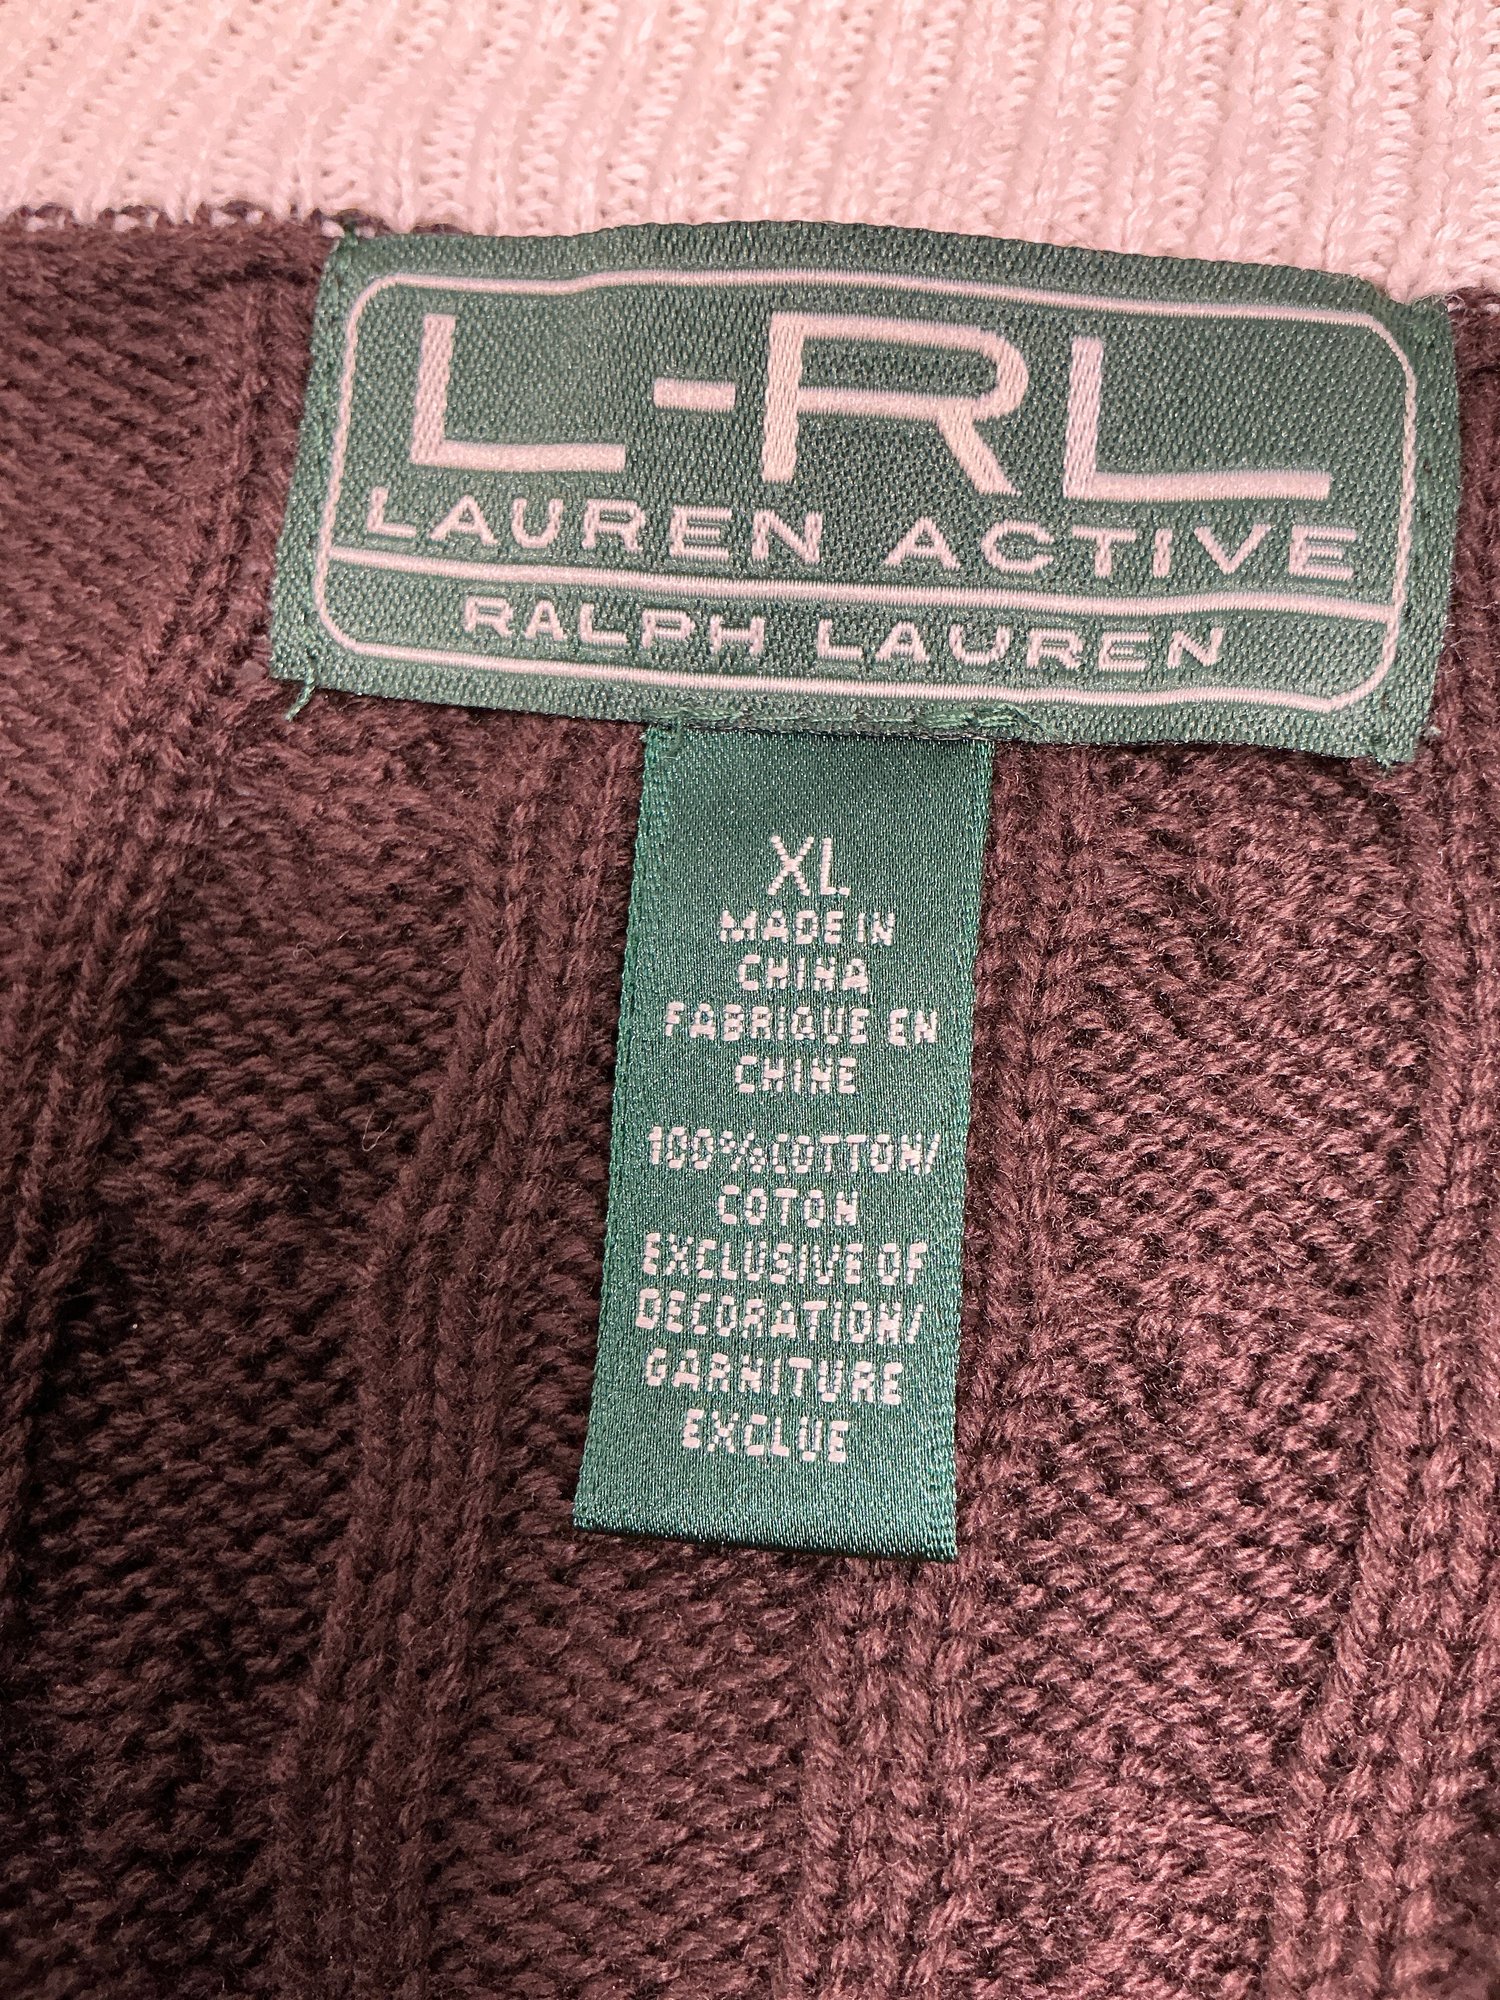 L-RL
LAUREN ACTIVE
RALPH LAUREN
XL
MADE IN
CHINA
FABRIQUE EN
CHINE
100% COTTON/
COTON
EXCLUSIVE OF
DECORATION/
GARNITURE
EXCLUE